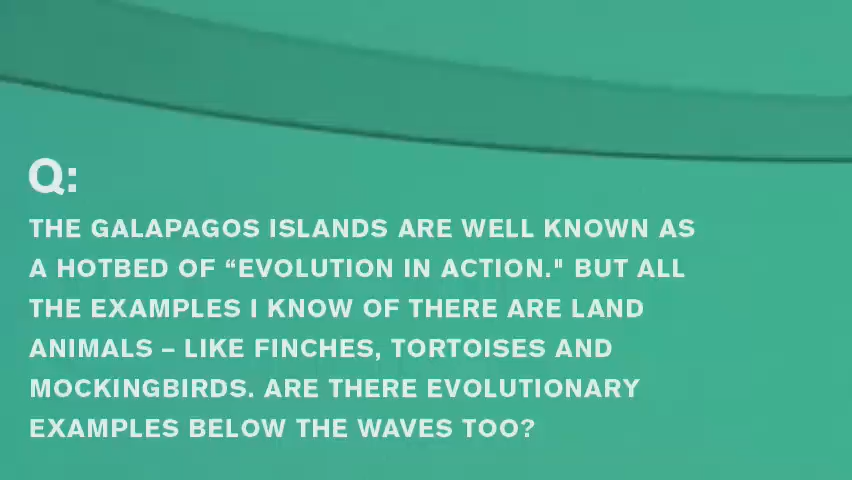 Q:
THE GALAPAGOS ISLANDS ARE WELL KNOWN AS
A HOTBED OF “EVOLUTION IN ACTION." BUT ALL
THE EXAMPLES I KNOW OF THERE ARE LAND
ANIMALS – LIKE FINCHES, TORTOISES AND
MOCKINGBIRDS. ARE THERE EVOLUTIONARY
EXAMPLES BELOW THE WAVES TOO?